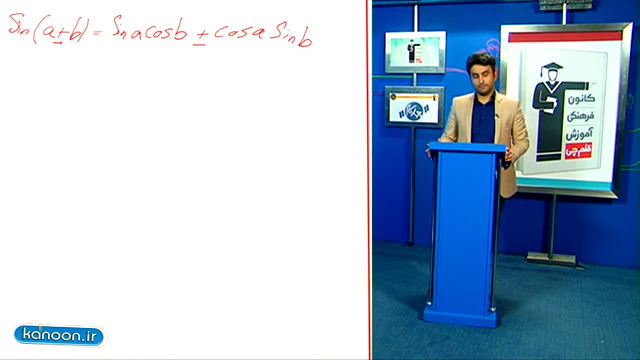 Sin(a±b) = Sinacosb ± cosa Sinb
کانون
فرهنگی
آموزش
قلم‌چی
kanoon.ir